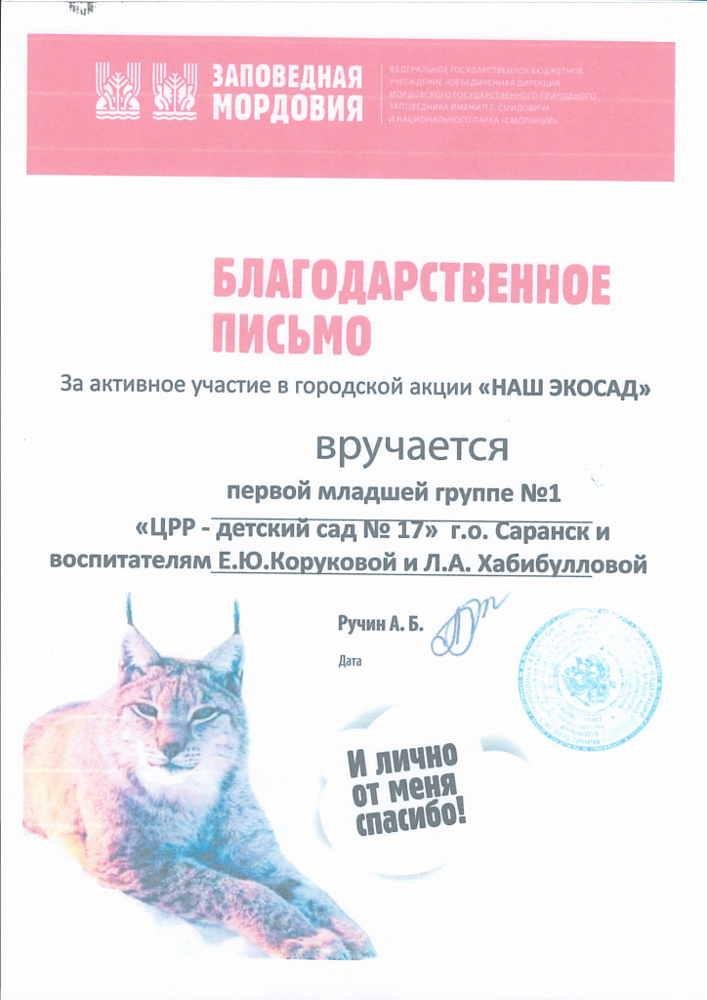 ЗАПОВЕДНАЯ
МОРДОВИЯ
ФЕДЕРАЛЬНОЕ ГОСУДАРСТВЕННОЕ БЮДЖЕТНОЕ
УЧРЕЖДЕНИЕ «ОБЪЕДИНЕННАЯ ДИРЕКЦИЯ
МОРДОВСКОГО ГОСУДАРСТВЕННОГО ПРИРОДНОГО
ЗАПОВЕДНИКА ИМЕНИ П.Г. СМИДОВИЧА
И НАЦИОНАЛЬНОГО ПАРКА «СМОЛЬНЫЙ»
БЛАГОДАРСТВЕННОЕ
ПИСЬМО
За активное участие в городской акции «НАШ ЭКОСАД»
вручается
первой младшей группе №1
«ЦРР - детский сад № 17» г.о. Саранск и
воспитателям Е.Ю.Коруковой и Л.А. Хабибулловой
Ручин А. Б.
Дата
И лично
от меня
спасибо!